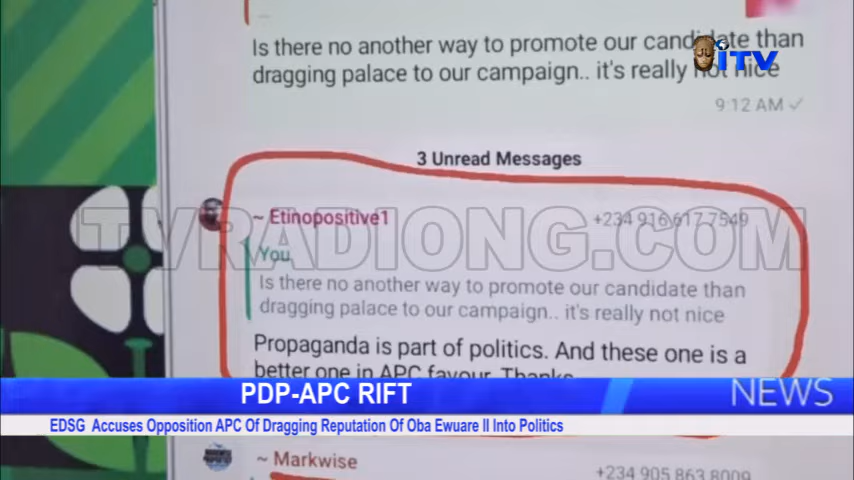 Is there no another way to promote our candidate than
dragging palace to our campaign.. it's really not nice
iTV
9:12 AM
3 Unread Messages
~ Etinopositive1 +234 916 617 7549
ITVRADIONG.COM
You
Is there no another way to promote our candidate than
dragging palace to our campaign.. it's really not nice
Propaganda is part of politics. And these one is a
better one in APC favour. Thanks
PDP-APC RIFT
NEWS
EDSG Accuses Opposition APC Of Dragging Reputation Of Oba Ewuare II Into Politics
~ Markwise +234 905 863 8009